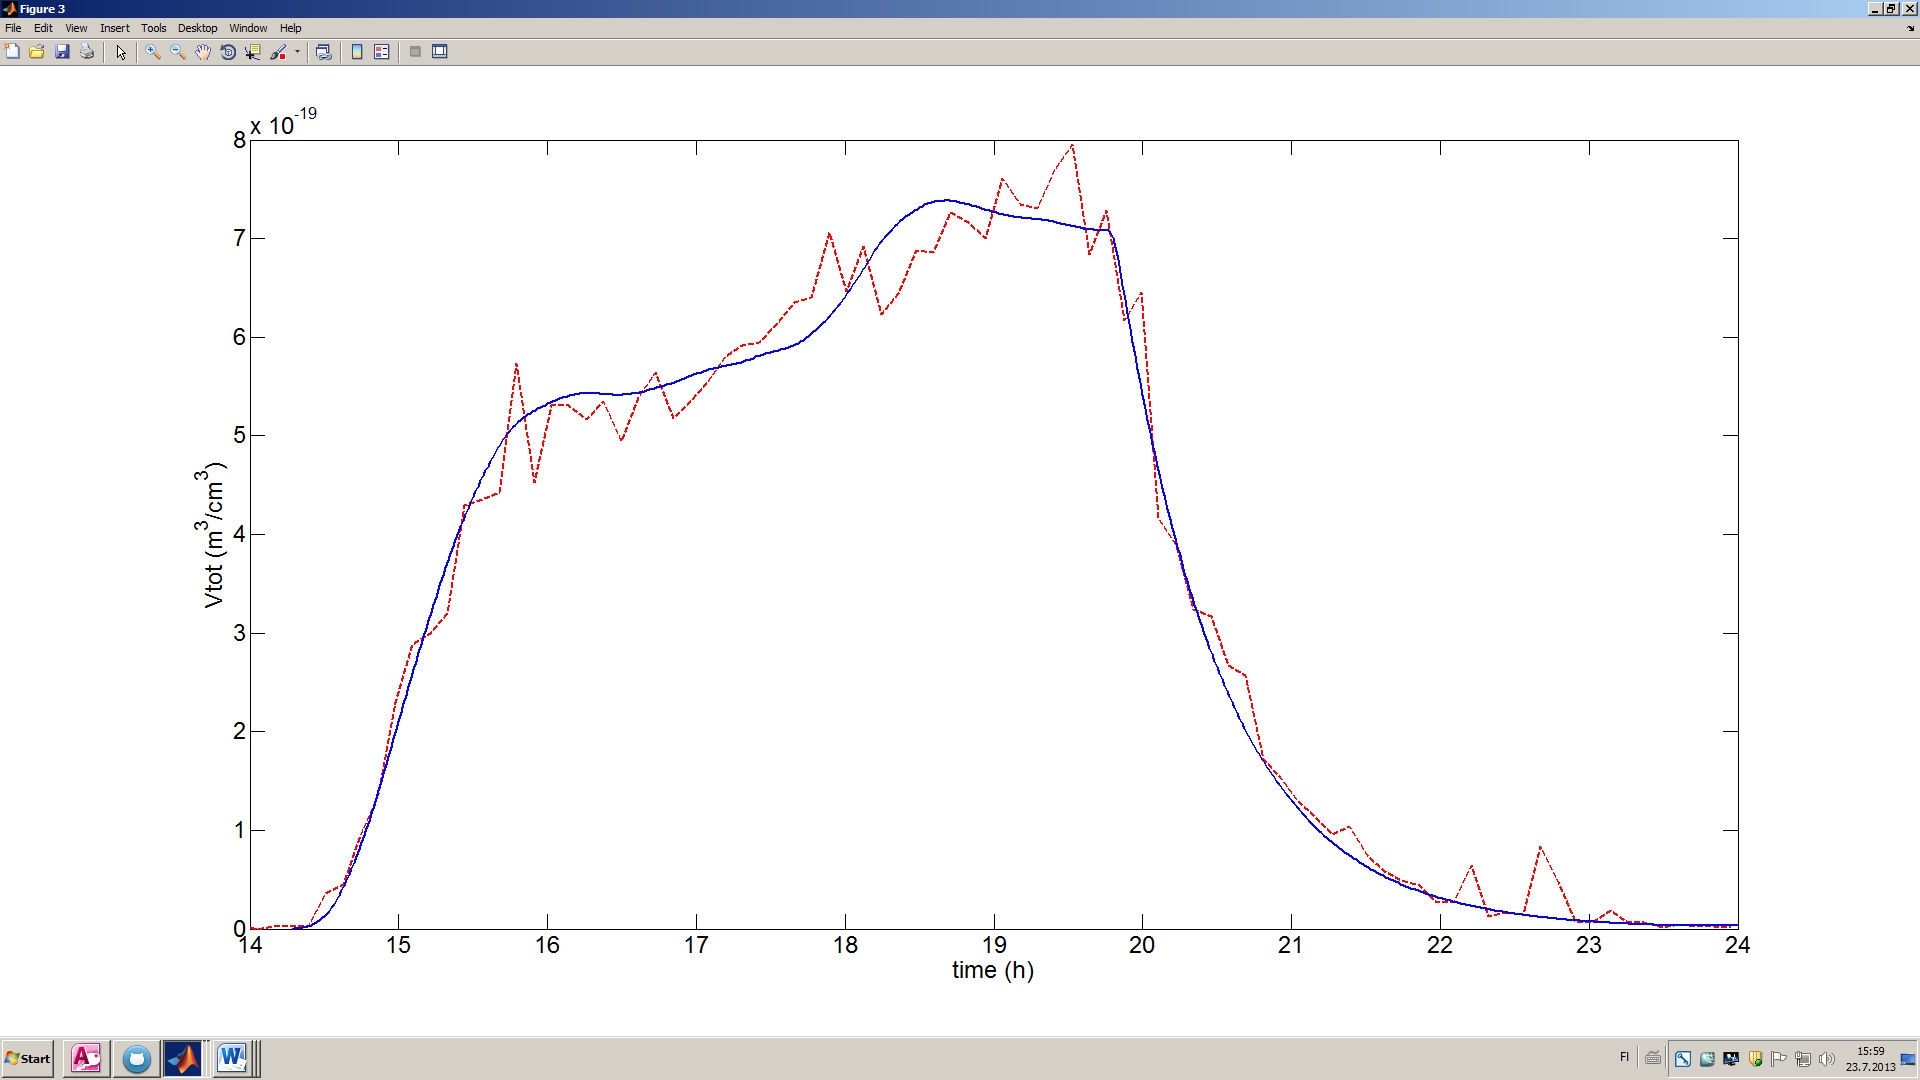 Figure 3
File Edit View Insert Tools Desktop Window Help
x 10-19
8
7
6
5
4
3
2
1
0
Vtot (m3/cm3)
14 15 16 17 18 19 20 21 22 23 24
time (h)
Start
A
W
FI
15:59
23.7.2013